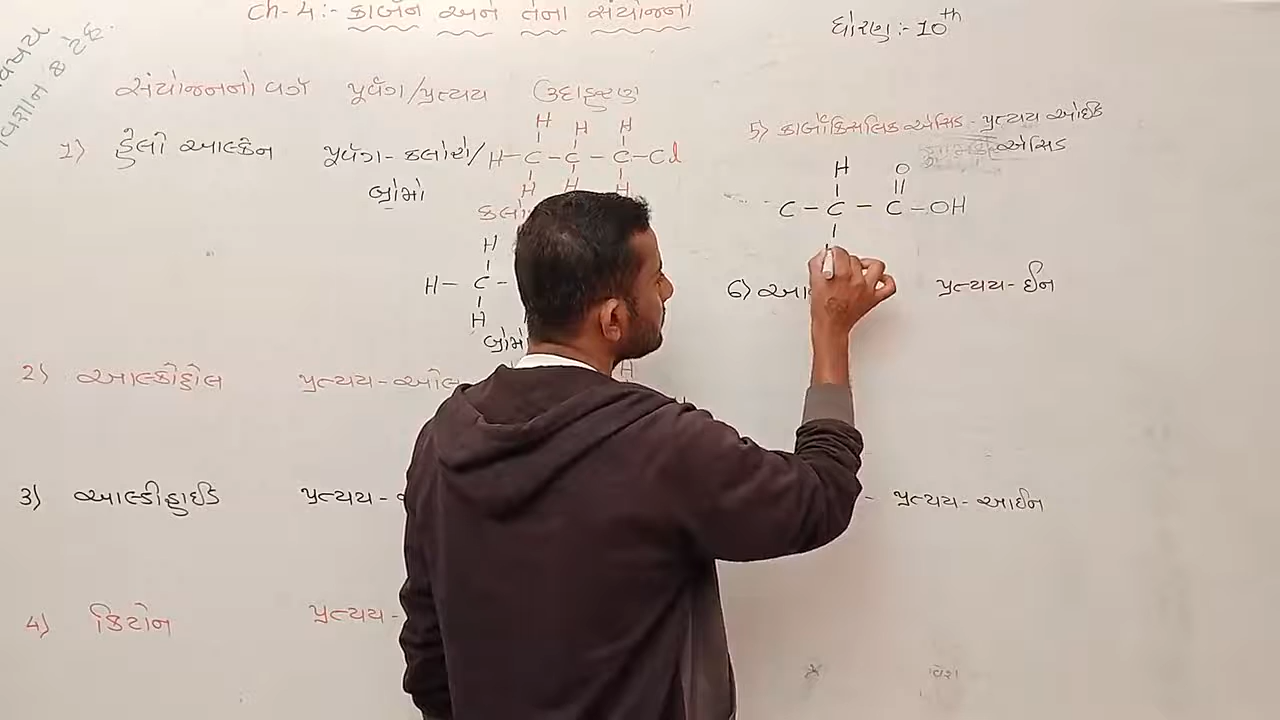 Ch-4:- કાર્બન અને તેના સંયોજનો
ધોરણ:- 10th
વિષય
વિજ્ઞાન & ટેક.
સંયોજનનો વર્ગ પૂર્વગ/પ્રત્યય ઉદાહરણ
1) હેલો આલ્કેન પૂર્વગ- ક્લોરો/
બ્રોમો
H H H
H-C-C-C-Cl
H H H
ક્લો
H
H-C-
H
બ્રોમો
2) આલ્કોહોલ પ્રત્યય-ઓલ
H
3) આલ્ડીહાઈડ પ્રત્યય-
4) કિટોન પ્રત્યય-
5) કાર્બોક્સિલિક એસિડ- પ્રત્યય ઓઈક
એસિડ
H O
C-C-C-OH
6) આ પ્રત્યય-ઈન
- પ્રત્યય- આઈન